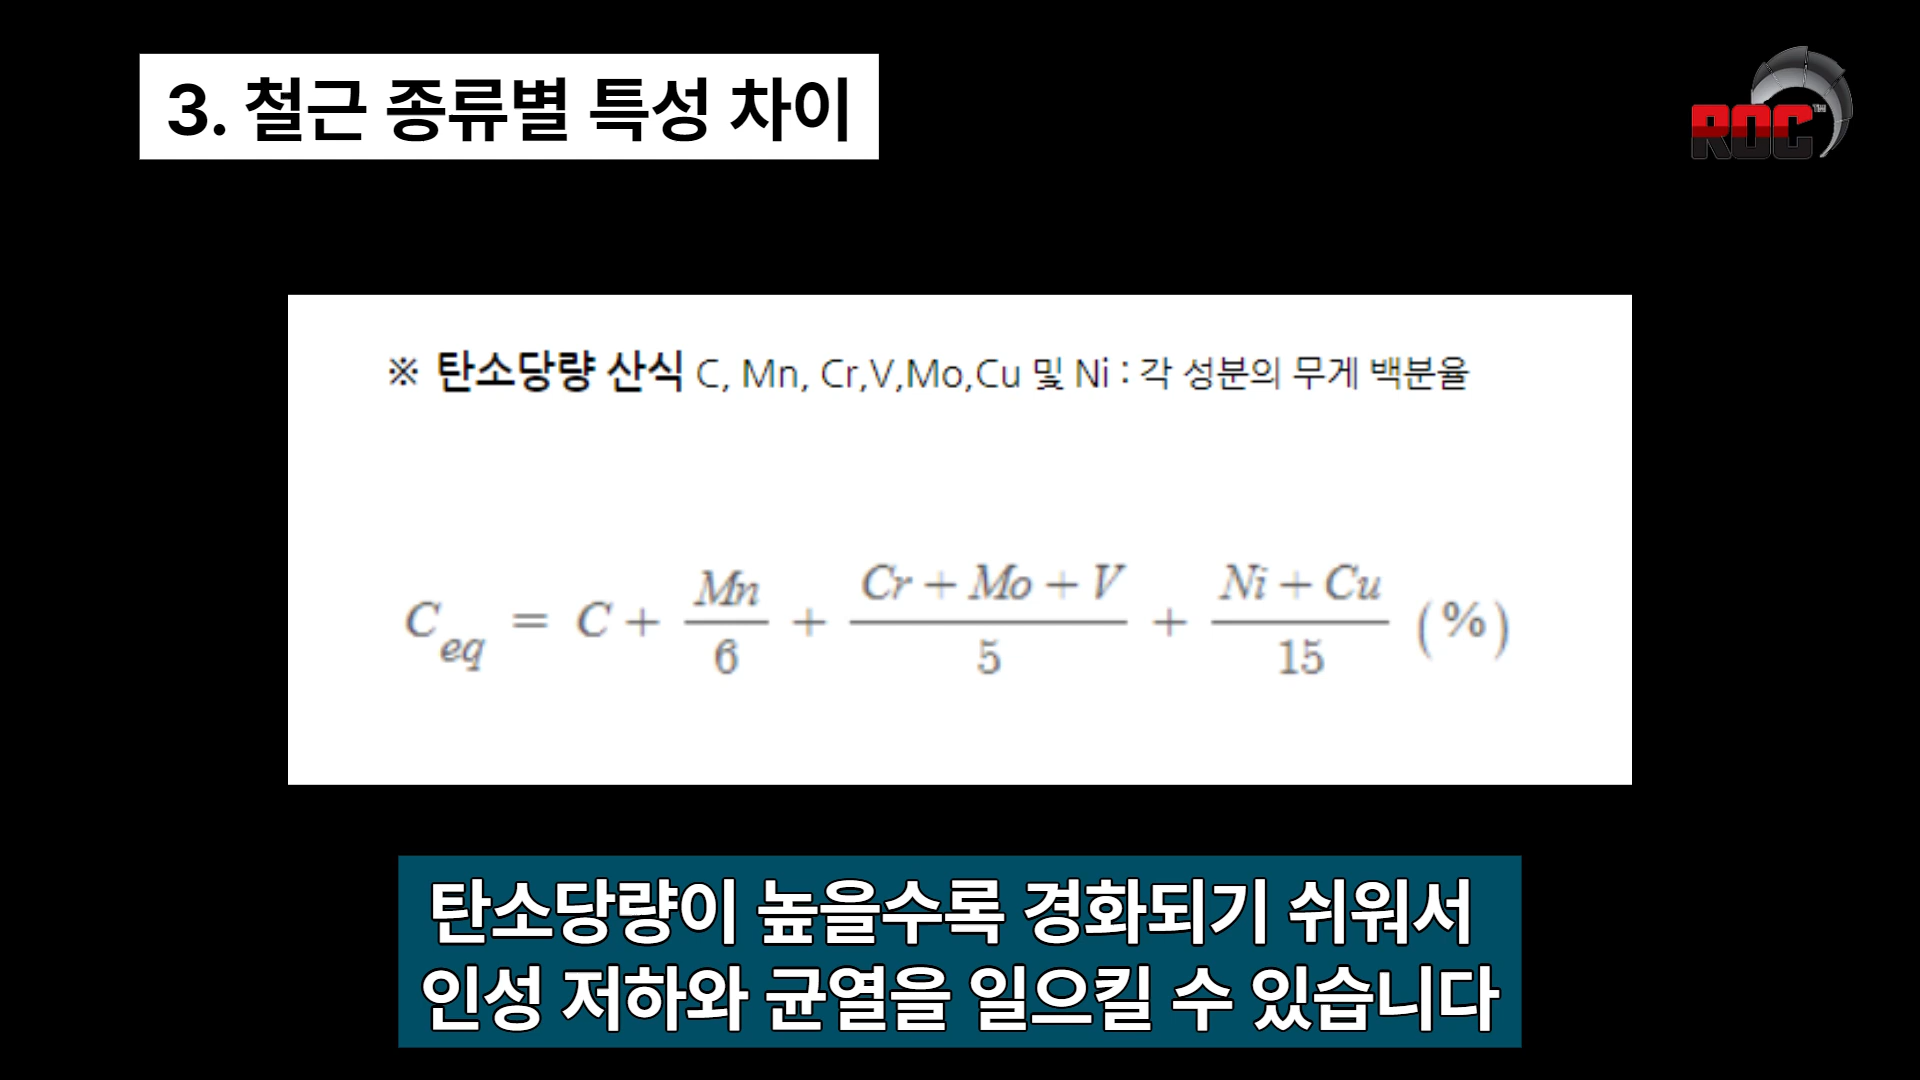 3. 철근 종류별 특성 차이
ROC™
※ 탄소당량 산식 C, Mn, Cr,V,Mo,Cu 및 Ni : 각 성분의 무게 백분율
C_eq = C + Mn/6 + (Cr + Mo + V)/5 + (Ni + Cu)/15 (%)
탄소당량이 높을수록 경화되기 쉬워서
인성 저하와 균열을 일으킬 수 있습니다